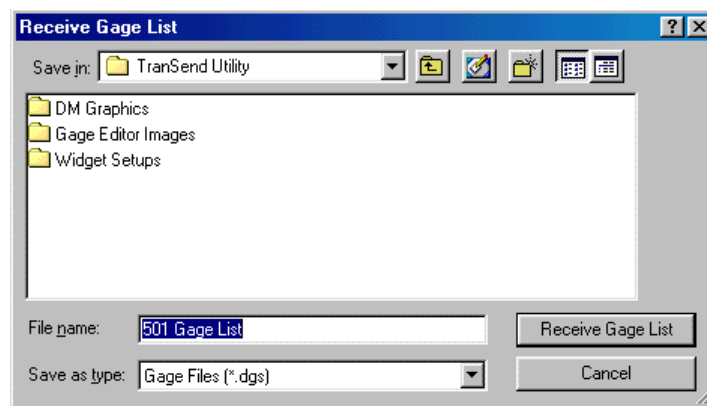 Receive Gage List
Save in: TranSend Utility
DM Graphics
Gage Editor Images
Widget Setups
File name: 501 Gage List Receive Gage List
Save as type: Gage Files (*.dgs) Cancel